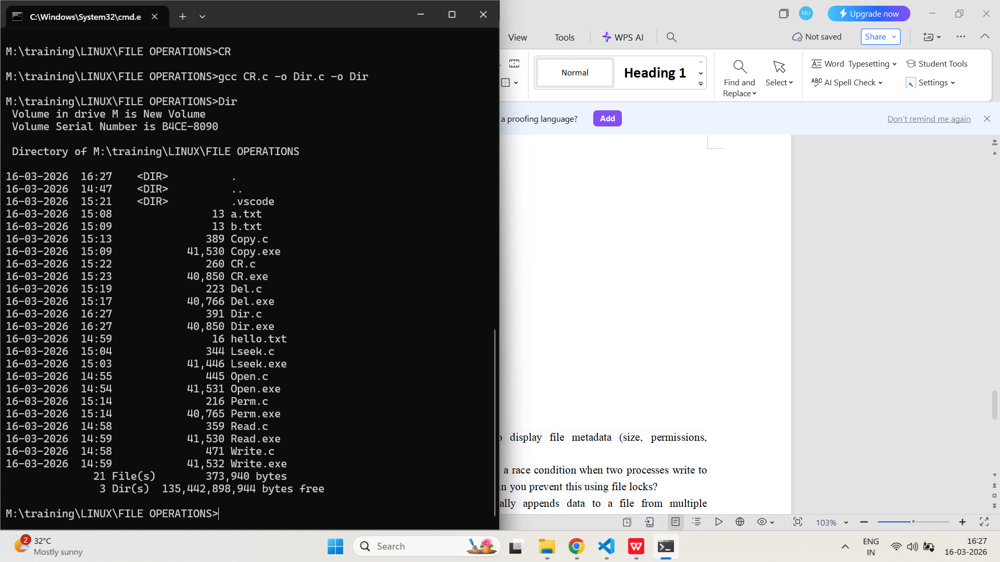 C:\Windows\System32\cmd.e
M:\training\LINUX\FILE OPERATIONS>CR
M:\training\LINUX\FILE OPERATIONS>gcc CR.c -o Dir.c -o Dir
M:\training\LINUX\FILE OPERATIONS>Dir
Volume in drive M is New Volume
Volume Serial Number is B4CE-8090
Directory of M:\training\LINUX\FILE OPERATIONS
16-03-2026 16:27 <DIR> .
16-03-2026 14:47 <DIR> ..
16-03-2026 15:21 <DIR> .vscode
16-03-2026 15:08 13 a.txt
16-03-2026 15:09 13 b.txt
16-03-2026 15:13 389 Copy.c
16-03-2026 15:09 41,530 Copy.exe
16-03-2026 15:22 260 CR.c
16-03-2026 15:23 40,850 CR.exe
16-03-2026 15:19 223 Del.c
16-03-2026 15:17 40,766 Del.exe
16-03-2026 16:27 391 Dir.c
16-03-2026 16:27 40,850 Dir.exe
16-03-2026 14:59 16 hello.txt
16-03-2026 15:04 344 Lseek.c
16-03-2026 15:03 41,446 Lseek.exe
16-03-2026 14:55 445 Open.c
16-03-2026 14:54 41,531 Open.exe
16-03-2026 15:14 216 Perm.c
16-03-2026 15:14 40,765 Perm.exe
16-03-2026 14:58 359 Read.c
16-03-2026 14:59 41,530 Read.exe
16-03-2026 14:58 471 Write.c
16-03-2026 14:59 41,532 Write.exe
21 File(s) 373,940 bytes
3 Dir(s) 135,442,898,944 bytes free
M:\training\LINUX\FILE OPERATIONS>
MU Upgrade now
View Tools WPS AI Not saved Share
Normal Heading 1
Find and Replace
Select
Word Typesetting Student Tools
AI Spell Check Settings
a proofing language? Add Don't remind me again
display file metadata (size, permissions,
a race condition when two processes write to
you prevent this using file locks?
appends data to a file from multiple
103%
2 32°C
Mostly sunny
Search
ENG
IN
16:27
16-03-2026